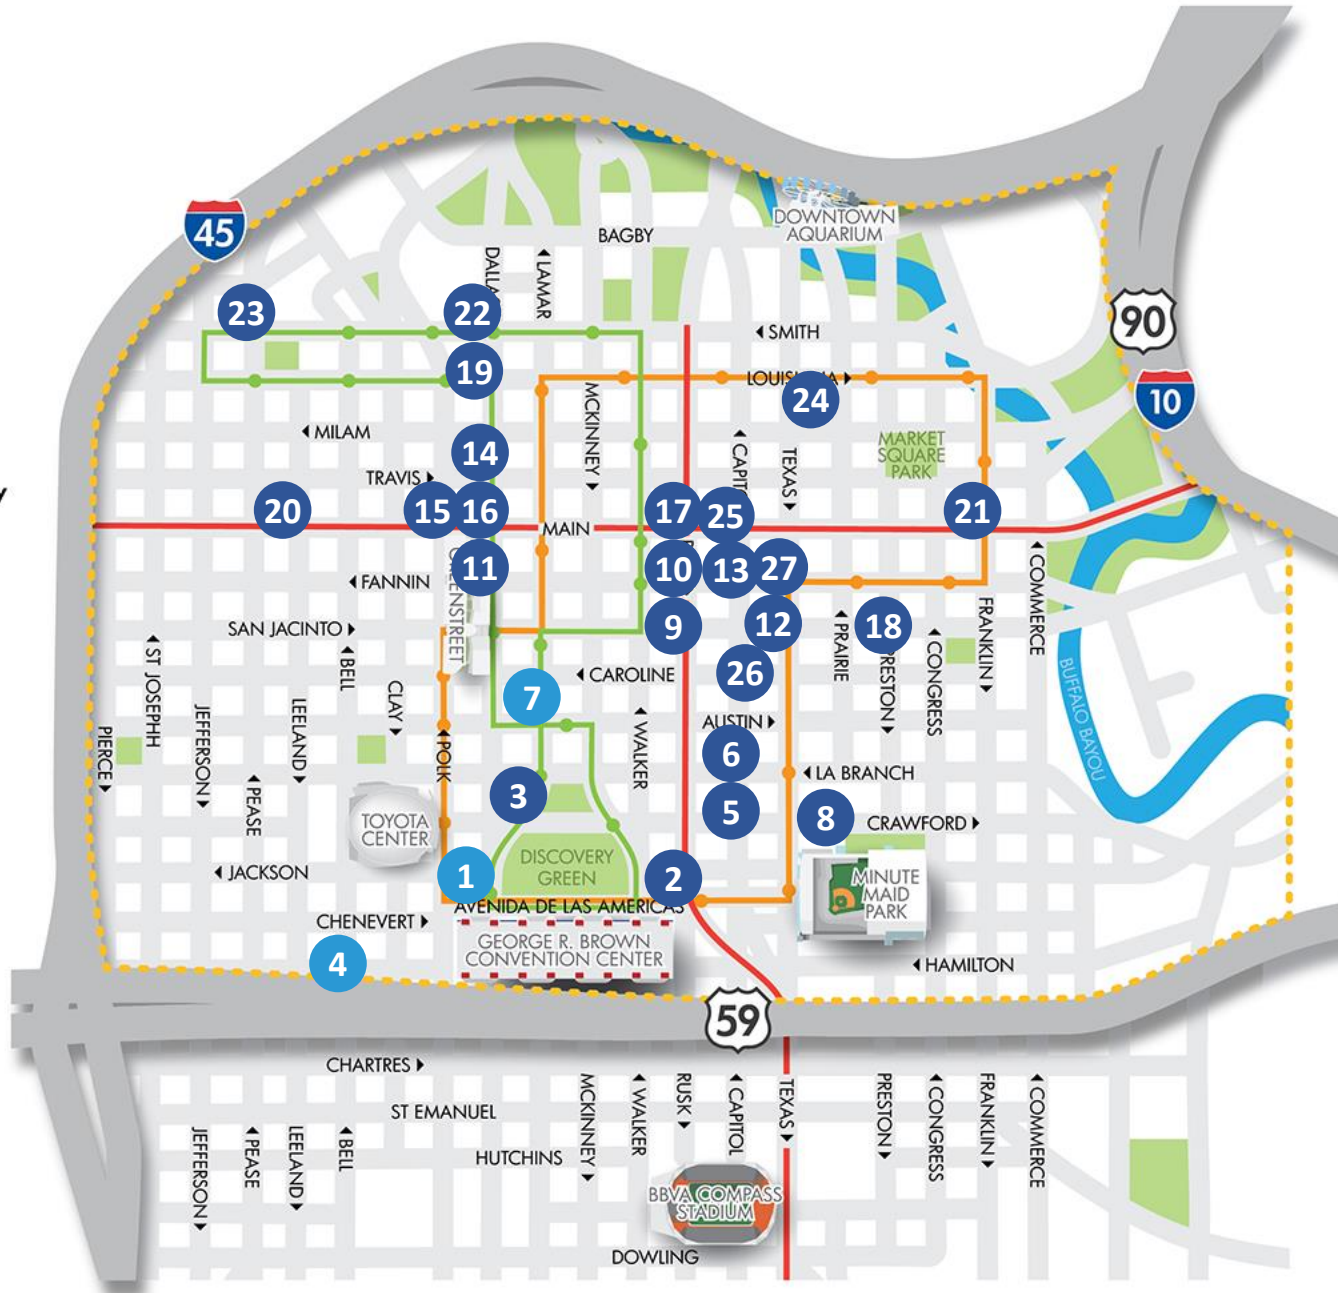 DOWNTOWN
AQUARIUM
45
BAGBY
DALLA
LAMAR
90
23
22
SMITH
19
LOUISI
A
24
10
MCKINNEY
MILAM
MARKET
SQUARE
PARK
14
CAPIT
TEXAS
TRAVIS
y
20
15
16
17
25
21
MAIN
11
10
13
27
FANNIN
COMMERCE
SAN JACINTO
GREENSTREET
9
12
PRAIRIE
18
FRANKLIN
ST JOSEPHH
BELL
26
CONGRESS
CAROLINE
7
RESTON
BUFFALO BAYOU
CLAY
AUSTIN
PIERCE
JEFFERSON
LEELAND
POLK
WALKER
6
LA BRANCH
PEASE
3
5
8
CRAWFORD
TOYOTA
CENTER
DISCOVERY
GREEN
JACKSON
1
2
MINUTE
MAID
PARK
AVENIDA DE LAS AMERICAS
CHENEVERT
GEORGE R. BROWN
CONVENTION CENTER
4
HAMILTON
59
CHARTRES
ST EMANUEL
HUTCHINS
JEFFERSON
PEASE
LEELAND
BELL
MCKINNEY
WALKER
RUSK
CAPITOL
TEXAS
PRESTON
CONGRESS
FRANKLIN
COMMERCE
BBVA COMPASS
STADIUM
DOWLING